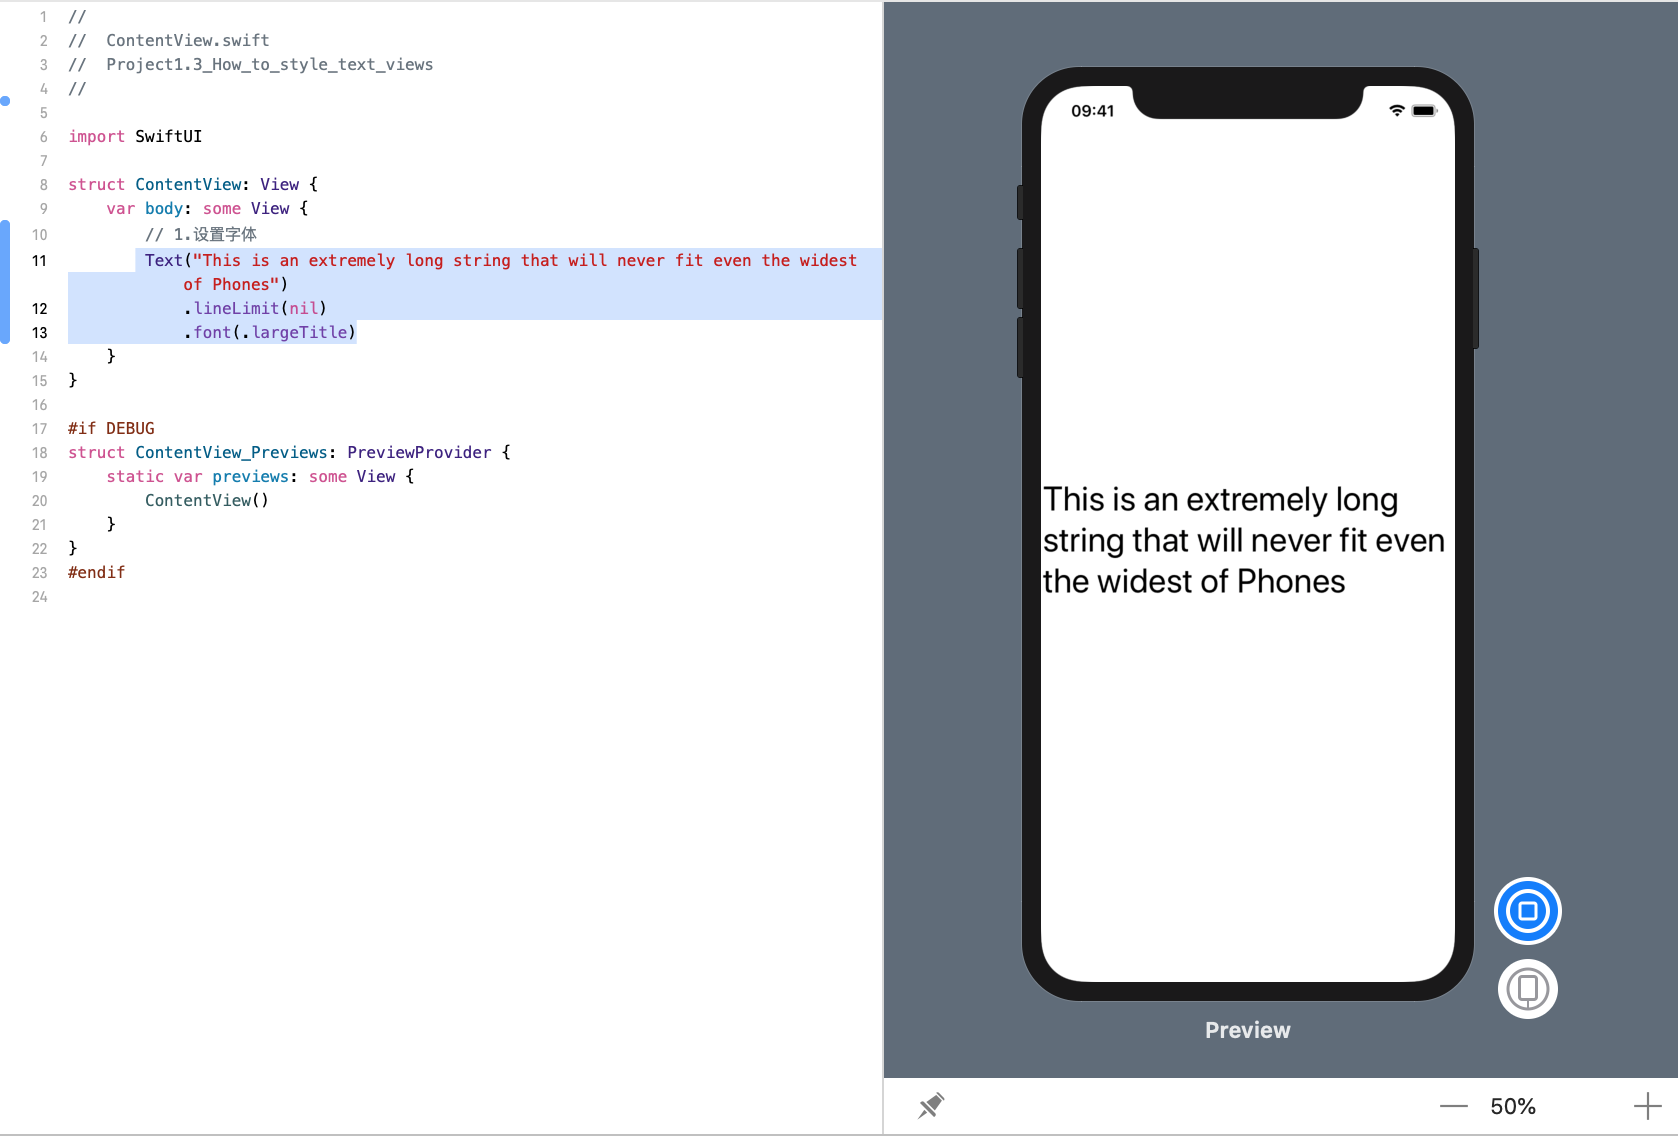 1 //
2 //  ContentView.swift
3 //  Project1.3_How_to_style_text_views
4 //
5
6 import SwiftUI
7
8 struct ContentView: View {
9     var body: some View {
10         // 1.设置字体
11         Text("This is an extremely long string that will never fit even the widest
            of Phones")
12             .lineLimit(nil)
13             .font(.largeTitle)
14     }
15 }
16
17 #if DEBUG
18 struct ContentView_Previews: PreviewProvider {
19     static var previews: some View {
20         ContentView()
21     }
22 }
23 #endif
24
09:41
This is an extremely long
string that will never fit even
the widest of Phones
Preview
50%